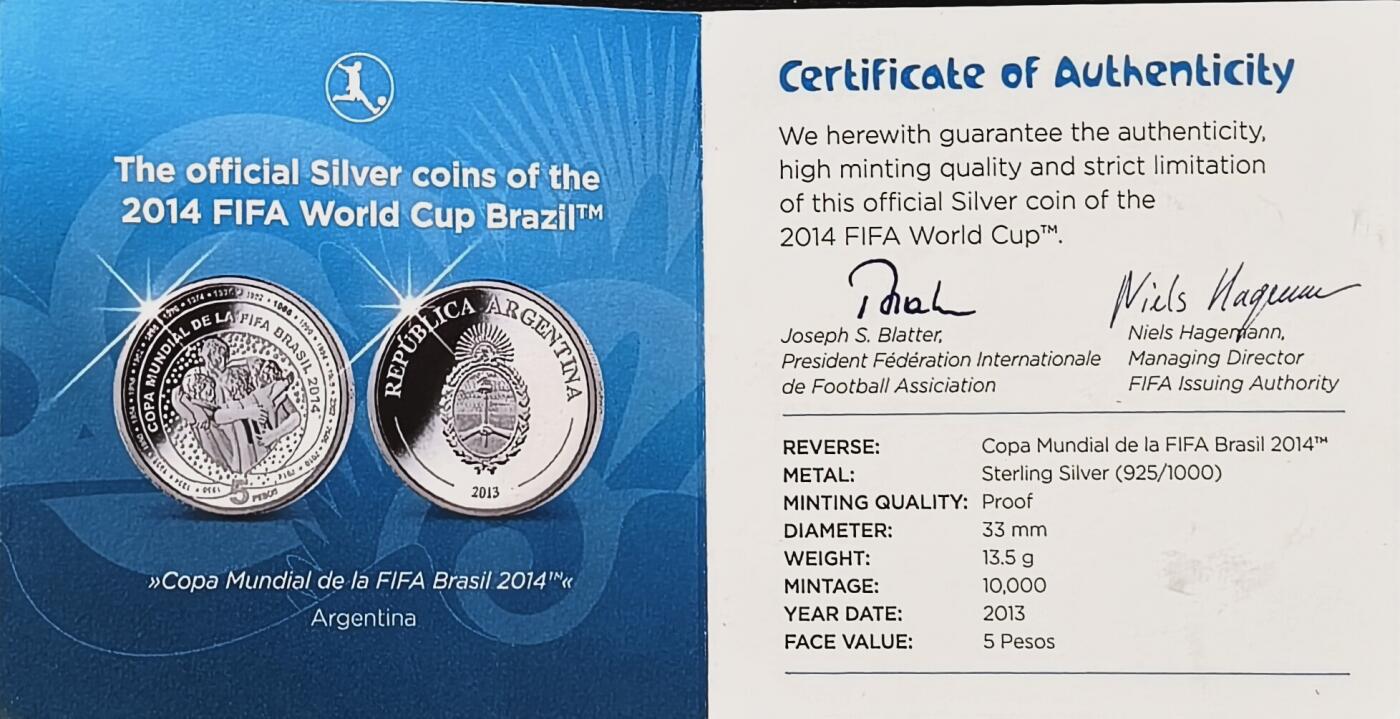 The official Silver coins of the
2014 FIFA World Cup Brazil™
COPA MUNDIAL DE LA FIFA BRASIL 2014
5 PESOS
REPÚBLICA ARGENTINA
2013
»Copa Mundial de la FIFA Brasil 2014™«
Argentina
Certificate of Authenticity
We herewith guarantee the authenticity,
high minting quality and strict limitation
of this official Silver coin of the
2014 FIFA World Cup™.
Niels Hagemann
Joseph S. Blatter,
President Fédération Internationale
de Football Assiciation
Niels Hagemann,
Managing Director
FIFA Issuing Authority
REVERSE: Copa Mundial de la FIFA Brasil 2014™
METAL: Sterling Silver (925/1000)
MINTING QUALITY: Proof
DIAMETER: 33 mm
WEIGHT: 13.5 g
MINTAGE: 10,000
YEAR DATE: 2013
FACE VALUE: 5 Pesos